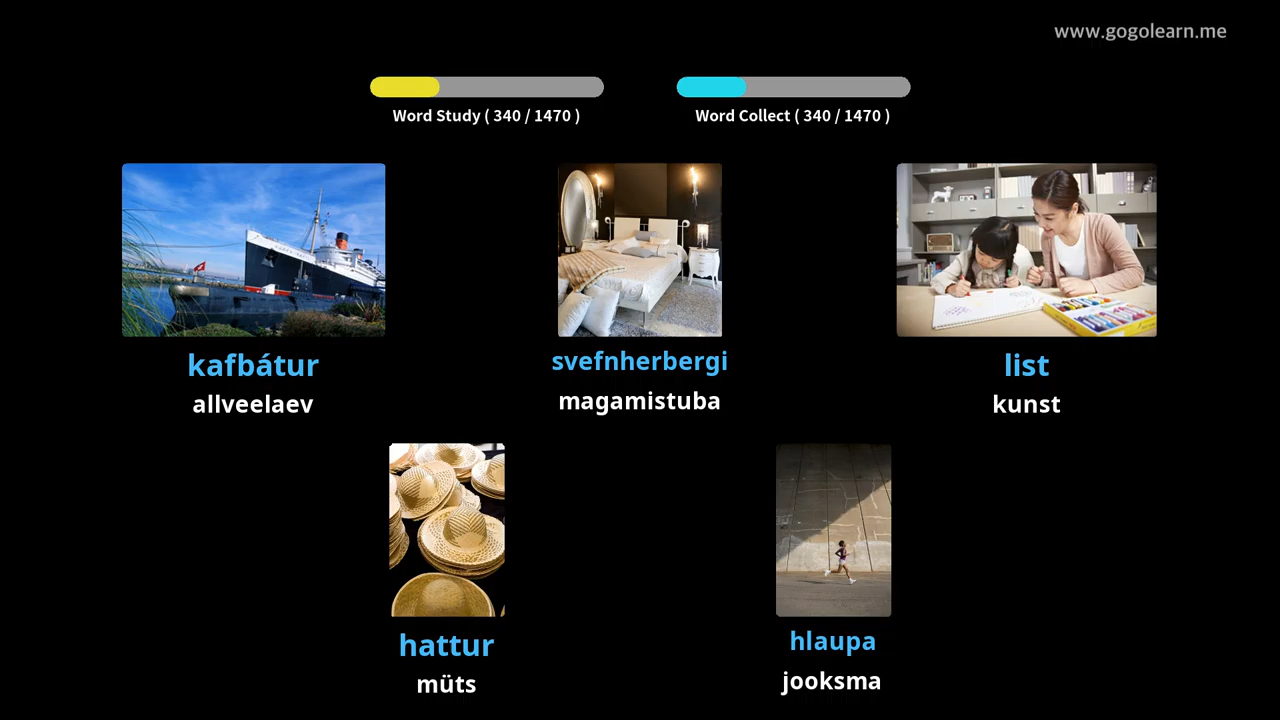 www.gogolearn.me
Word Study ( 340 / 1470 )
Word Collect ( 340 / 1470 )
kafbátur
allveelaev
svefnherbergi
magamistuba
list
kunst
hattur
müts
hlaupa
jooksma